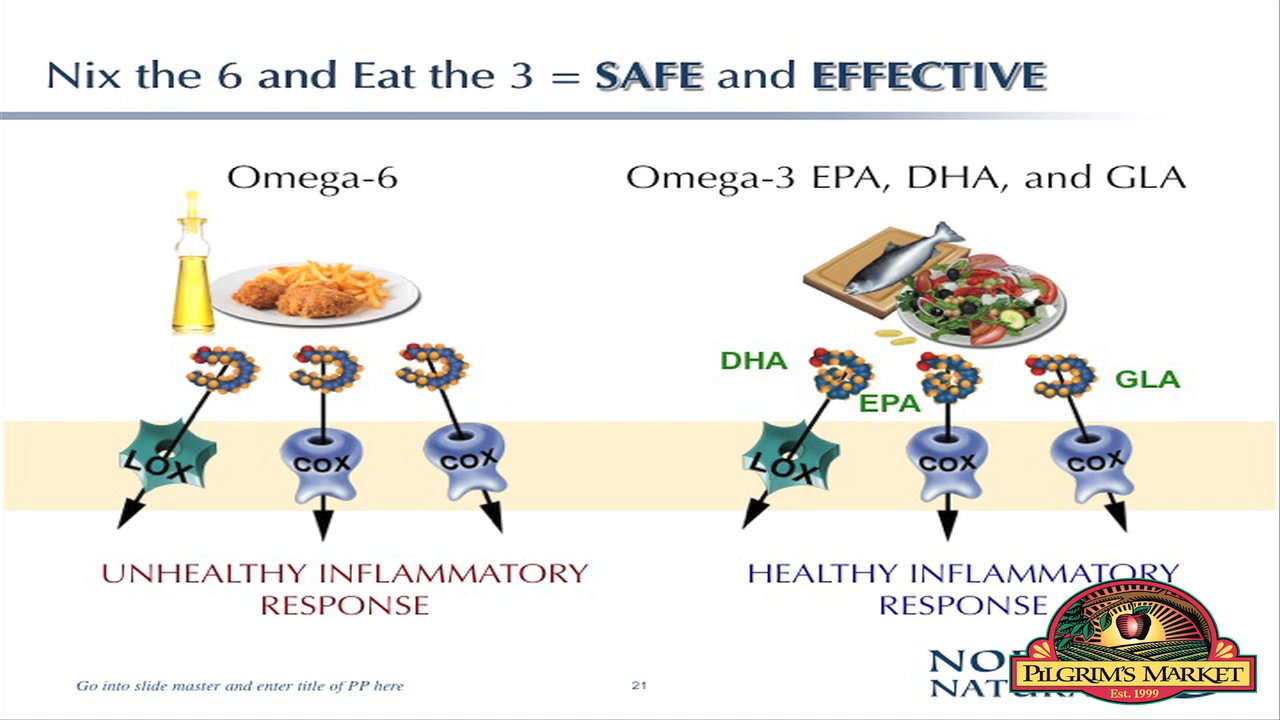 Nix the 6 and Eat the 3 = SAFE and EFFECTIVE
Omega-6
Omega-3 EPA, DHA, and GLA
DHA
EPA
GLA
LOX
COX
COX
LOX
COX
COX
UNHEALTHY INFLAMMATORY
RESPONSE
HEALTHY INFLAMMATORY
RESPONSE
Go into slide master and enter title of PP here
21
PILGRIM'S MARKET
Est. 1999